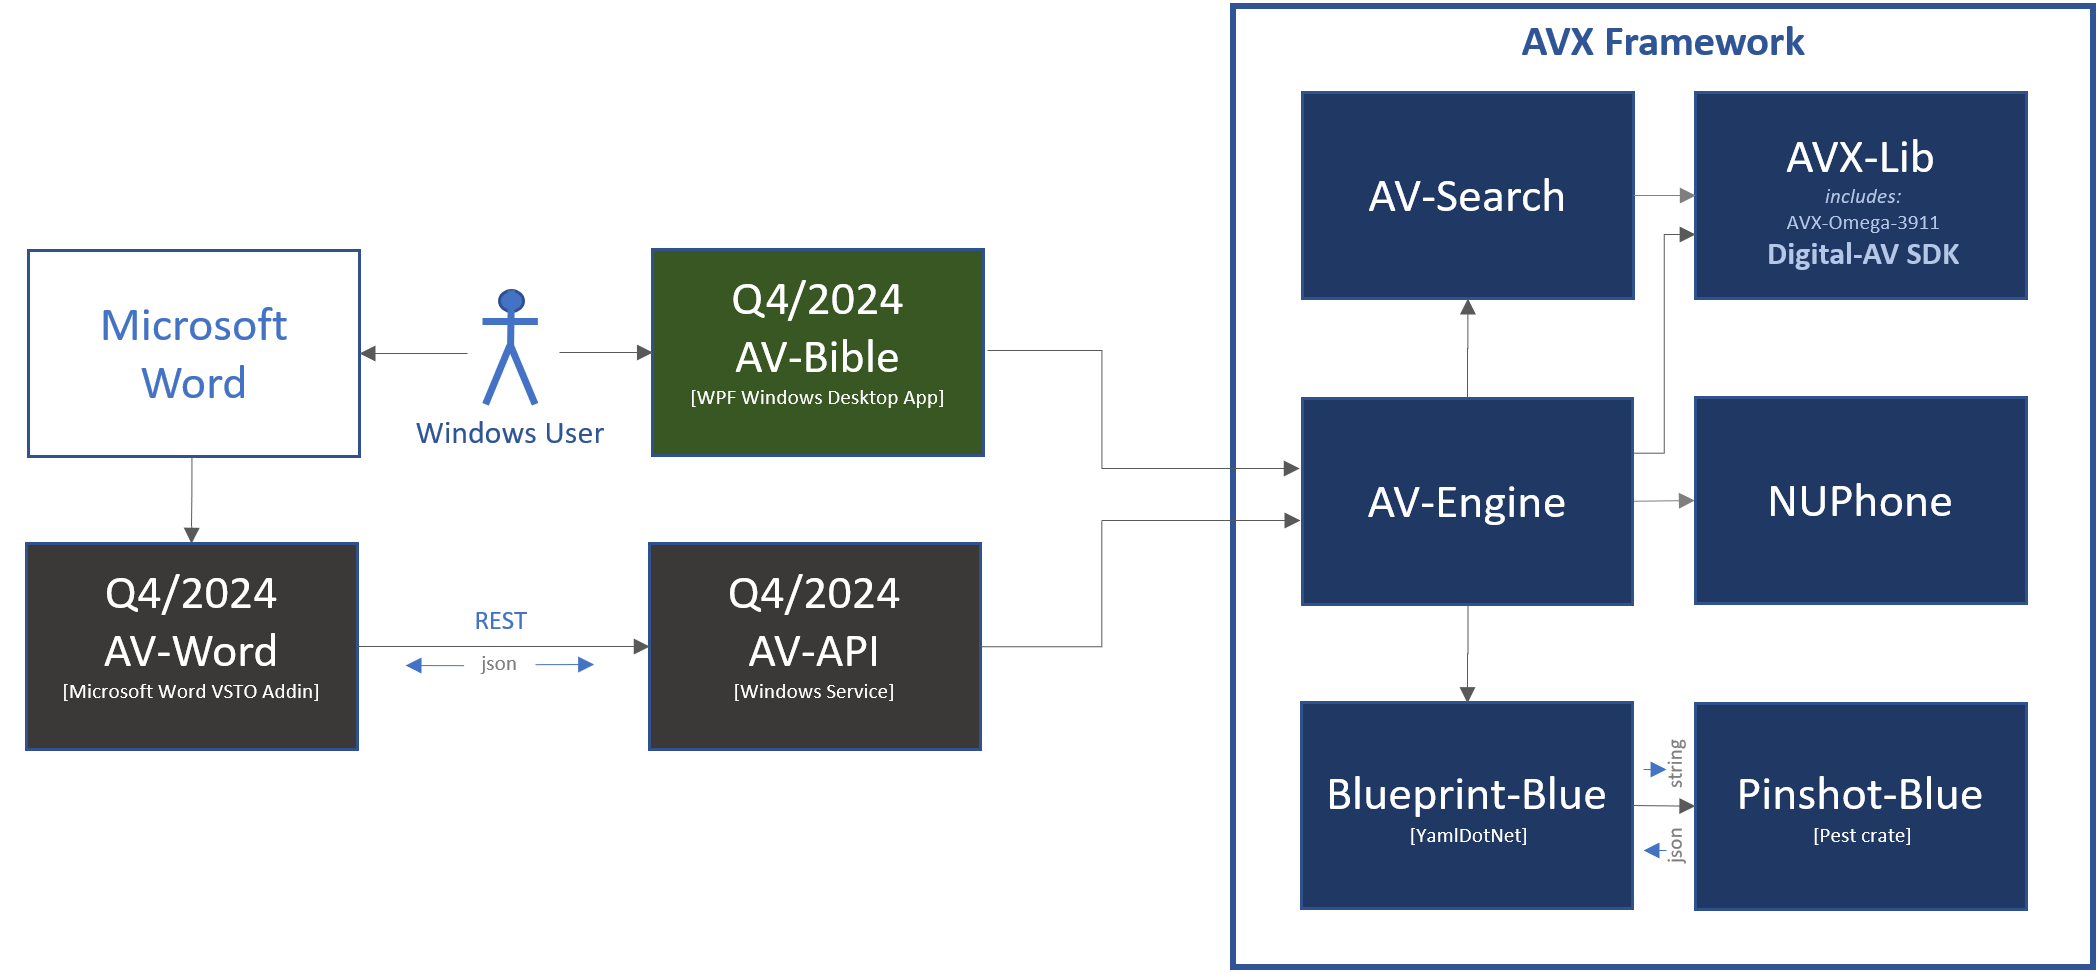 AVX Framework
Microsoft
Word
Windows User
Q4/2024
AV-Bible
[WPF Windows Desktop App]
Q4/2024
AV-Word
[Microsoft Word VSTO Addin]
REST
json
Q4/2024
AV-API
[Windows Service]
AV-Search
AVX-Lib
includes:
AVX-Omega-3911
Digital-AV SDK
AV-Engine
NUPhone
Blueprint-Blue
[YamlDotNet]
string
json
Pinshot-Blue
[Pest crate]